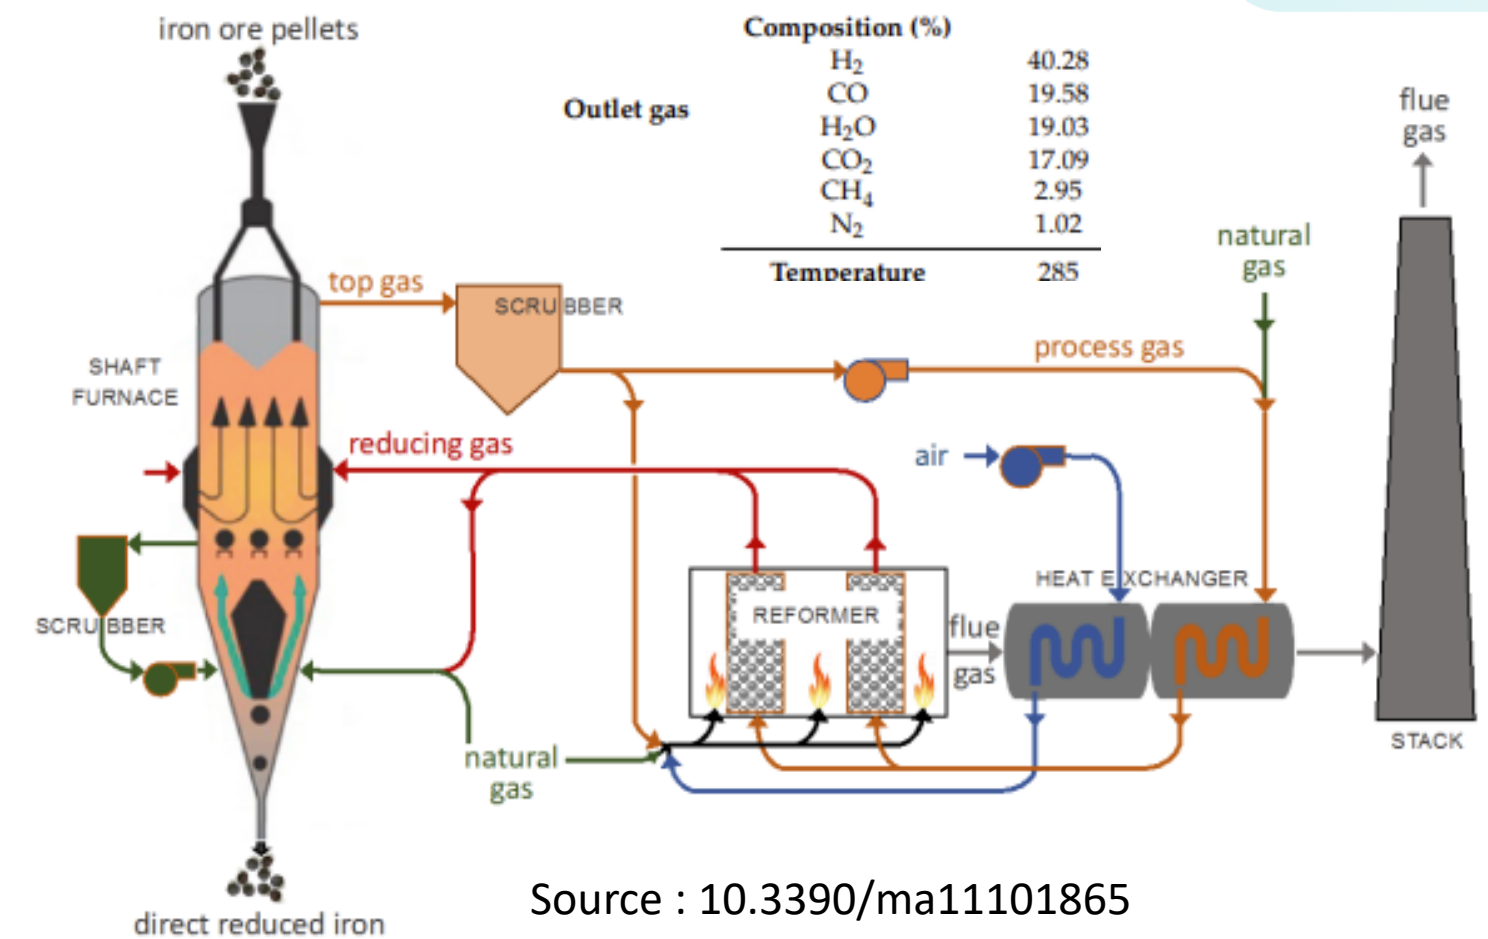 iron ore pellets
Composition (%)
H₂ 40.28
CO 19.58
Outlet gas
H₂O 19.03
CO₂ 17.09
CH₄ 2.95
N₂ 1.02
Temperature 285
flue
gas
natural
gas
top gas
SCRUBBER
process gas
SHAFT
FURNACE
reducing gas
air
HEAT EXCHANGER
REFORMER
flue
gas
SCRUBBER
natural
gas
STACK
direct reduced iron
Source : 10.3390/ma11101865